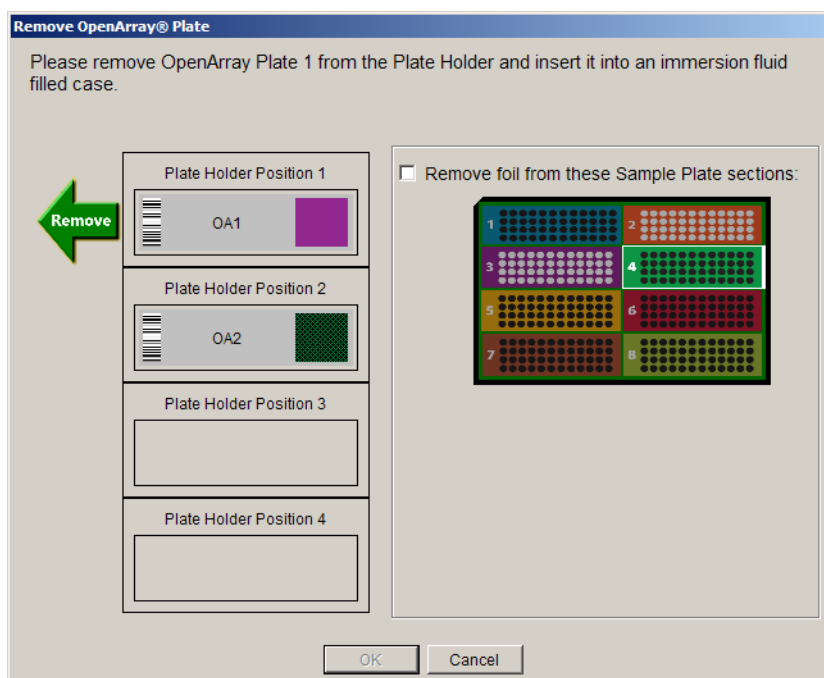 Remove OpenArray® Plate
Please remove OpenArray Plate 1 from the Plate Holder and insert it into an immersion fluid
filled case.
Remove
Plate Holder Position 1
OA1
Plate Holder Position 2
OA2
Plate Holder Position 3
Plate Holder Position 4
Remove foil from these Sample Plate sections:
1
2
3
4
5
6
7
8
OK
Cancel